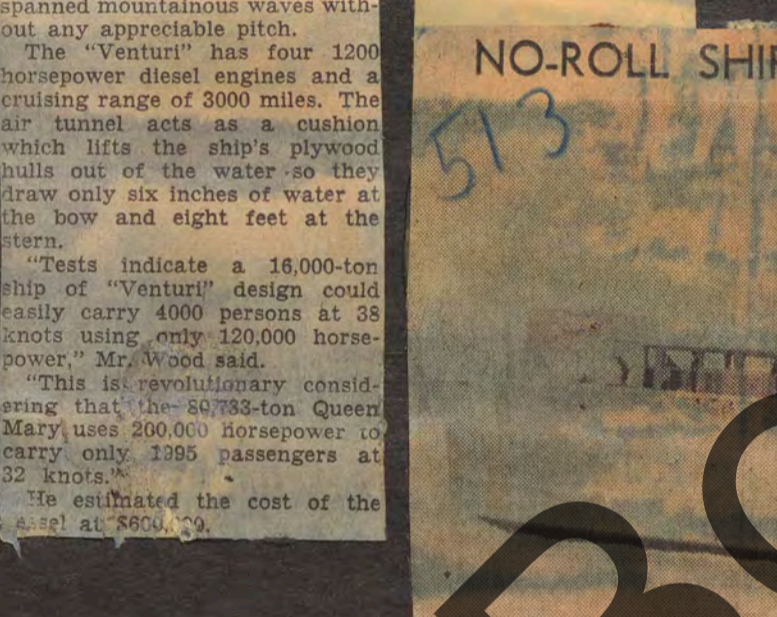 spanned mountainous waves with-
out any appreciable pitch.
The “Venturi” has four 1200
horsepower diesel engines and a
cruising range of 3000 miles. The
air tunnel acts as a cushion
which lifts the ship's plywood
hulls out of the water so they
draw only six inches of water at
the bow and eight feet at the
stern.
“Tests indicate a 16,000-ton
ship of “Venturi” design could
easily carry 4000 persons at 38
knots using only 120,000 horse-
power,” Mr. Wood said.
“This is revolutionary consid-
ering that the 80,733-ton Queen
Mary uses 200,000 horsepower to
carry only 1995 passengers at
32 knots.”
He estimated the cost of the
at
NO-ROLL SHIP
513